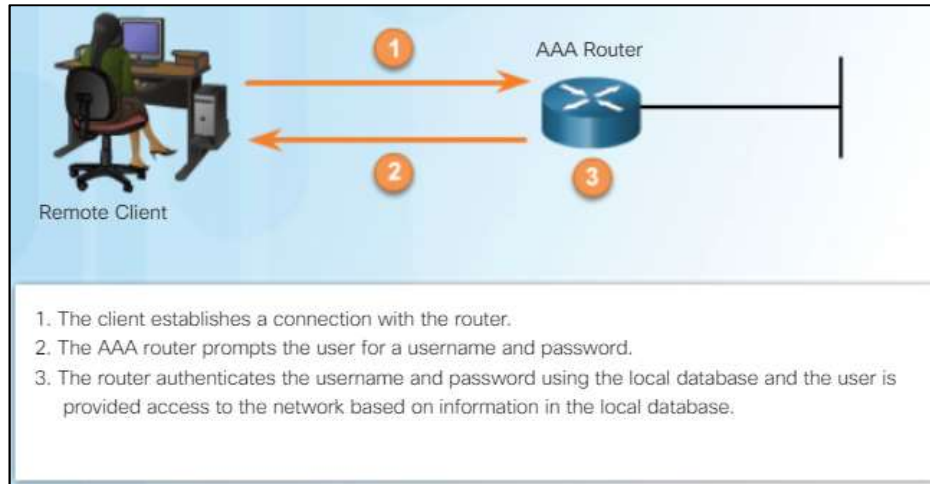 1
AAA Router
2
3
Remote Client
1. The client establishes a connection with the router.
2. The AAA router prompts the user for a username and password.
3. The router authenticates the username and password using the local database and the user is
provided access to the network based on information in the local database.